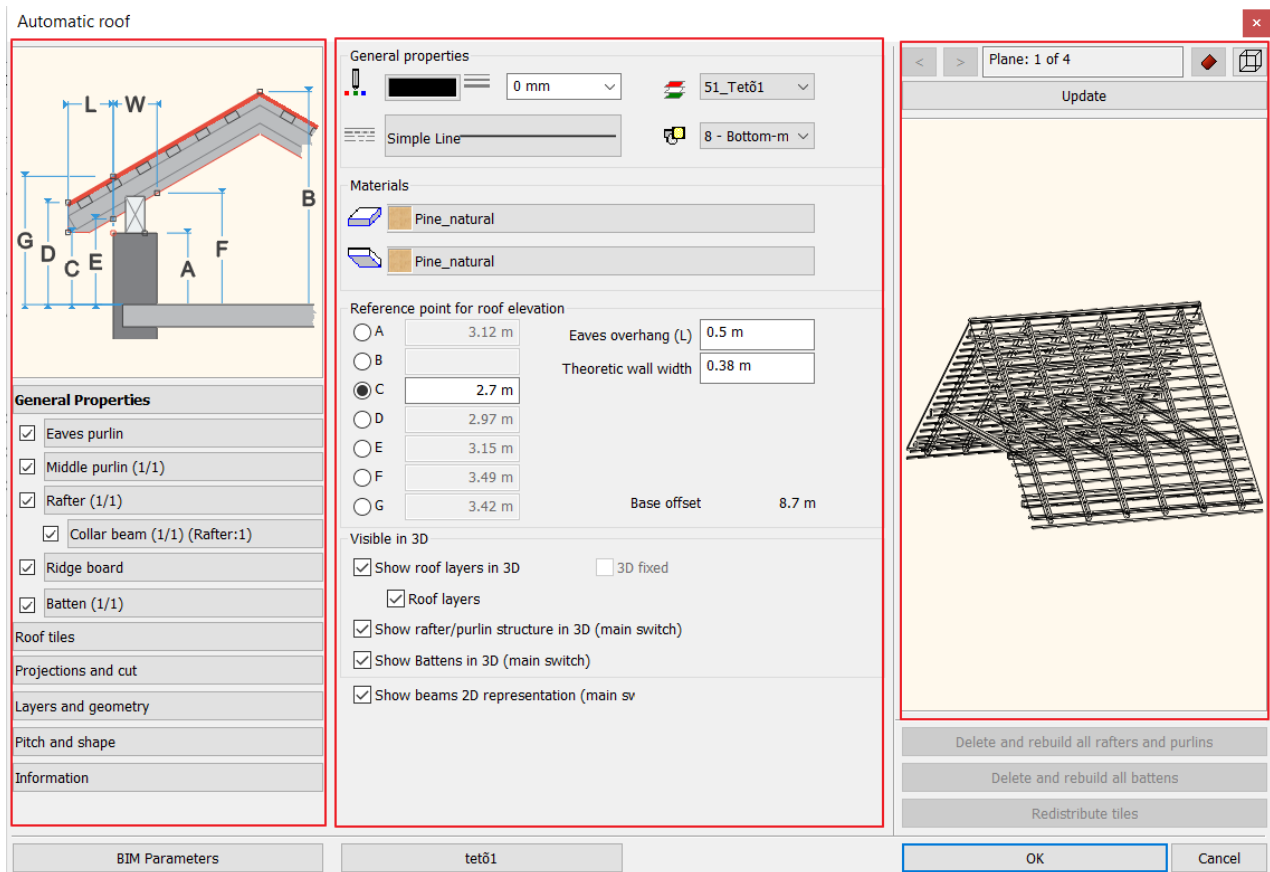 Automatic roof
L W
B
G
D
C
E
A
F
General Properties
Eaves purlin
Middle purlin (1/1)
Rafter (1/1)
Collar beam (1/1) (Rafter:1)
Ridge board
Batten (1/1)
Roof tiles
Projections and cut
Layers and geometry
Pitch and shape
Information
General properties
0 mm
51_Tetõ1
Simple Line
8 - Bottom-m
Materials
Pine_natural
Pine_natural
Reference point for roof elevation
A 3.12 m Eaves overhang (L) 0.5 m
B Theoretic wall width 0.38 m
C 2.7 m
D 2.97 m
E 3.15 m
F 3.49 m
G 3.42 m Base offset 8.7 m
Visible in 3D
Show roof layers in 3D 3D fixed
Roof layers
Show rafter/purlin structure in 3D (main switch)
Show Battens in 3D (main switch)
Show beams 2D representation (main sv
< > Plane: 1 of 4
Update
Delete and rebuild all rafters and purlins
Delete and rebuild all battens
Redistribute tiles
BIM Parameters tetõ1 OK Cancel